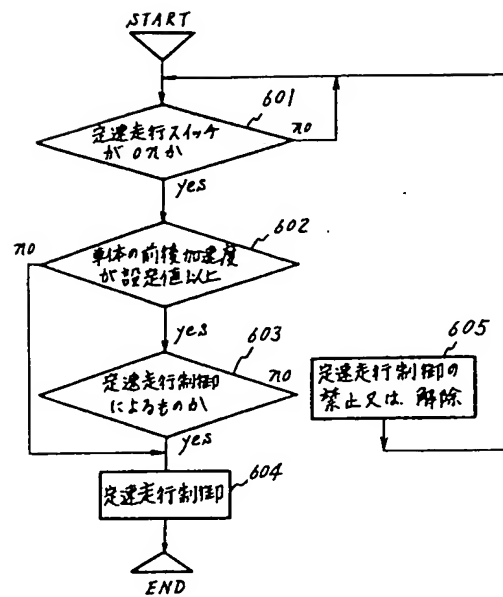 START
601
定速走行スイッチ
がonか
no
yes
602
no
車体の前後加速度
が設定値以上
yes
603
定速走行制御
によるものか
no
yes
605
定速走行制御の
禁止又は解除
604
定速走行制御
END